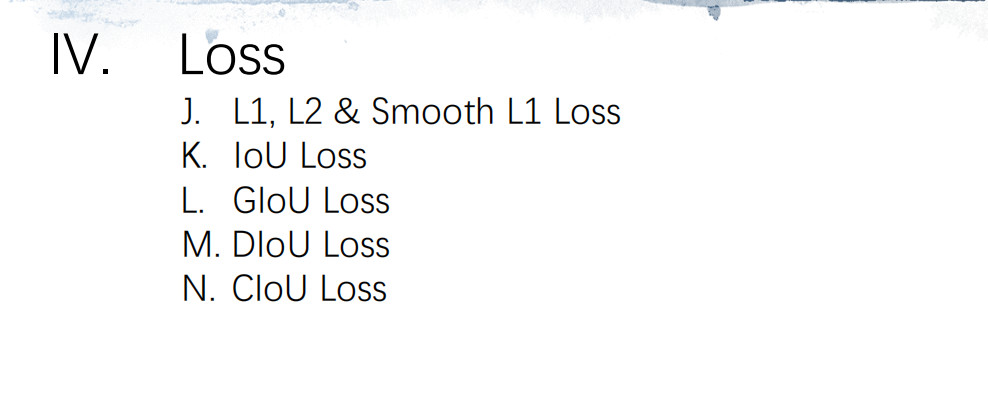 IV. Loss
J. L1, L2 & Smooth L1 Loss
K. IoU Loss
L. GIoU Loss
M. DIoU Loss
N. CIoU Loss